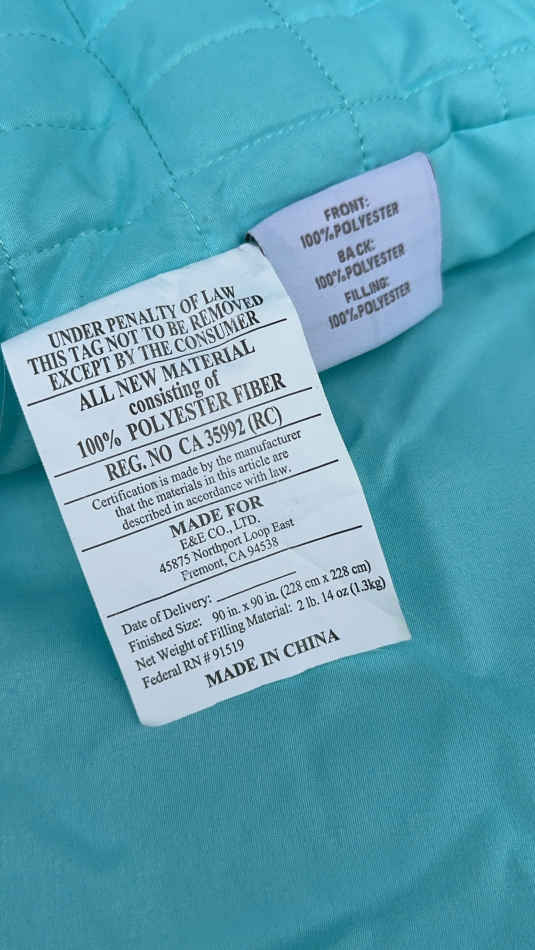 FRONT:
100%POLYESTER
BACK:
100%POLYESTER
FILLING:
100%POLYESTER
UNDER PENALTY OF LAW
THIS TAG NOT TO BE REMOVED
EXCEPT BY THE CONSUMER
ALL NEW MATERIAL
consisting of
100% POLYESTER FIBER
REG. NO CA 35992 (RC)
Certification is made by the manufacturer
that the materials in this article are
described in accordance with law.
MADE FOR
E&E CO., LTD.
45875 Northport Loop East
Fremont, CA 94538
Date of Delivery:
Finished Size: 90 in. x 90 in. (228 cm x 228 cm)
Net Weight of Filling Material: 2 lb. 14 oz (1.3kg)
Federal RN # 91519
MADE IN CHINA